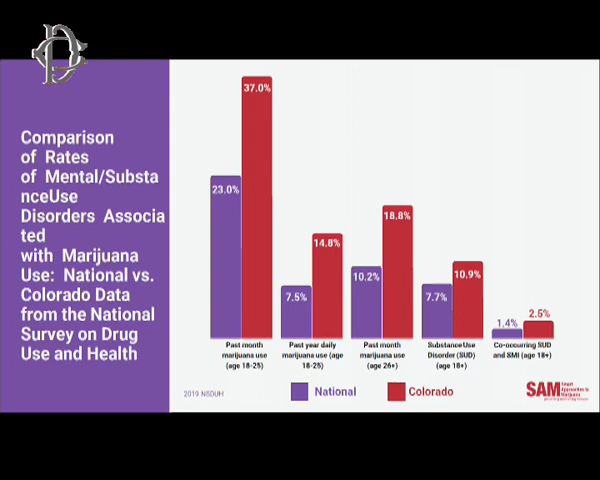 Comparison
of Rates
of Mental/Substa
nceUse
Disorders Associa
ted
with Marijuana
Use: National vs.
Colorado Data
from the National
Survey on Drug
Use and Health
37.0%
23.0%
18.8%
14.8%
10.2%
10.9%
7.5%
7.7%
2.5%
1.4%
Past month
marijuana use
(age 18-25)
Past year daily
marijuana use (age
18-25)
Past month
marijuana use
(age 26+)
Substance Use
Disorder (SUD)
(age 18+)
Co-occurring SUD
and SMI (age 18+)
2019 NSDUH
National
Colorado
SAM
Smart
Approaches to
Marijuana